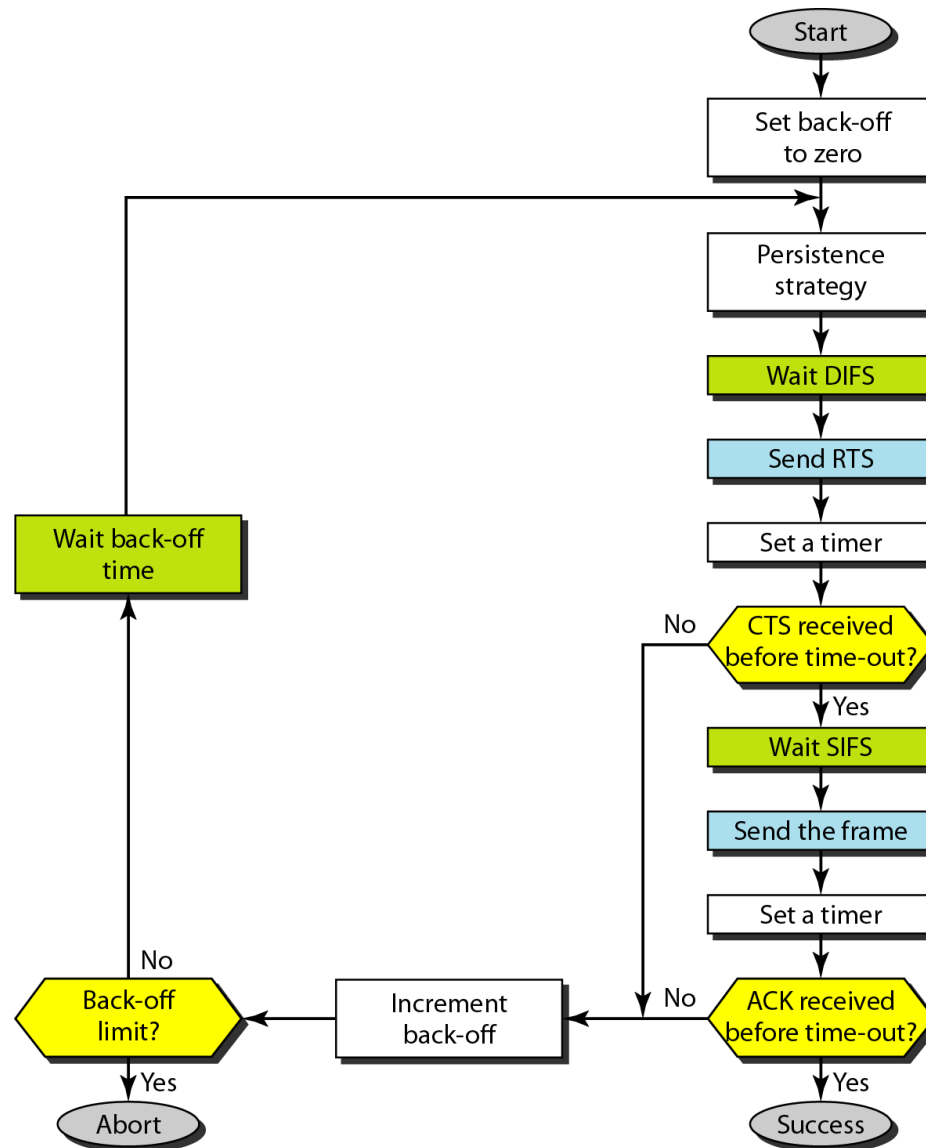 Start
Set back-off
to zero
Persistence
strategy
Wait DIFS
Send RTS
Set a timer
Wait back-off
time
No
CTS received
before time-out?
Yes
Wait SIFS
Send the frame
Set a timer
No
Back-off
limit?
Yes
Abort
Increment
back-off
No
ACK received
before time-out?
Yes
Success